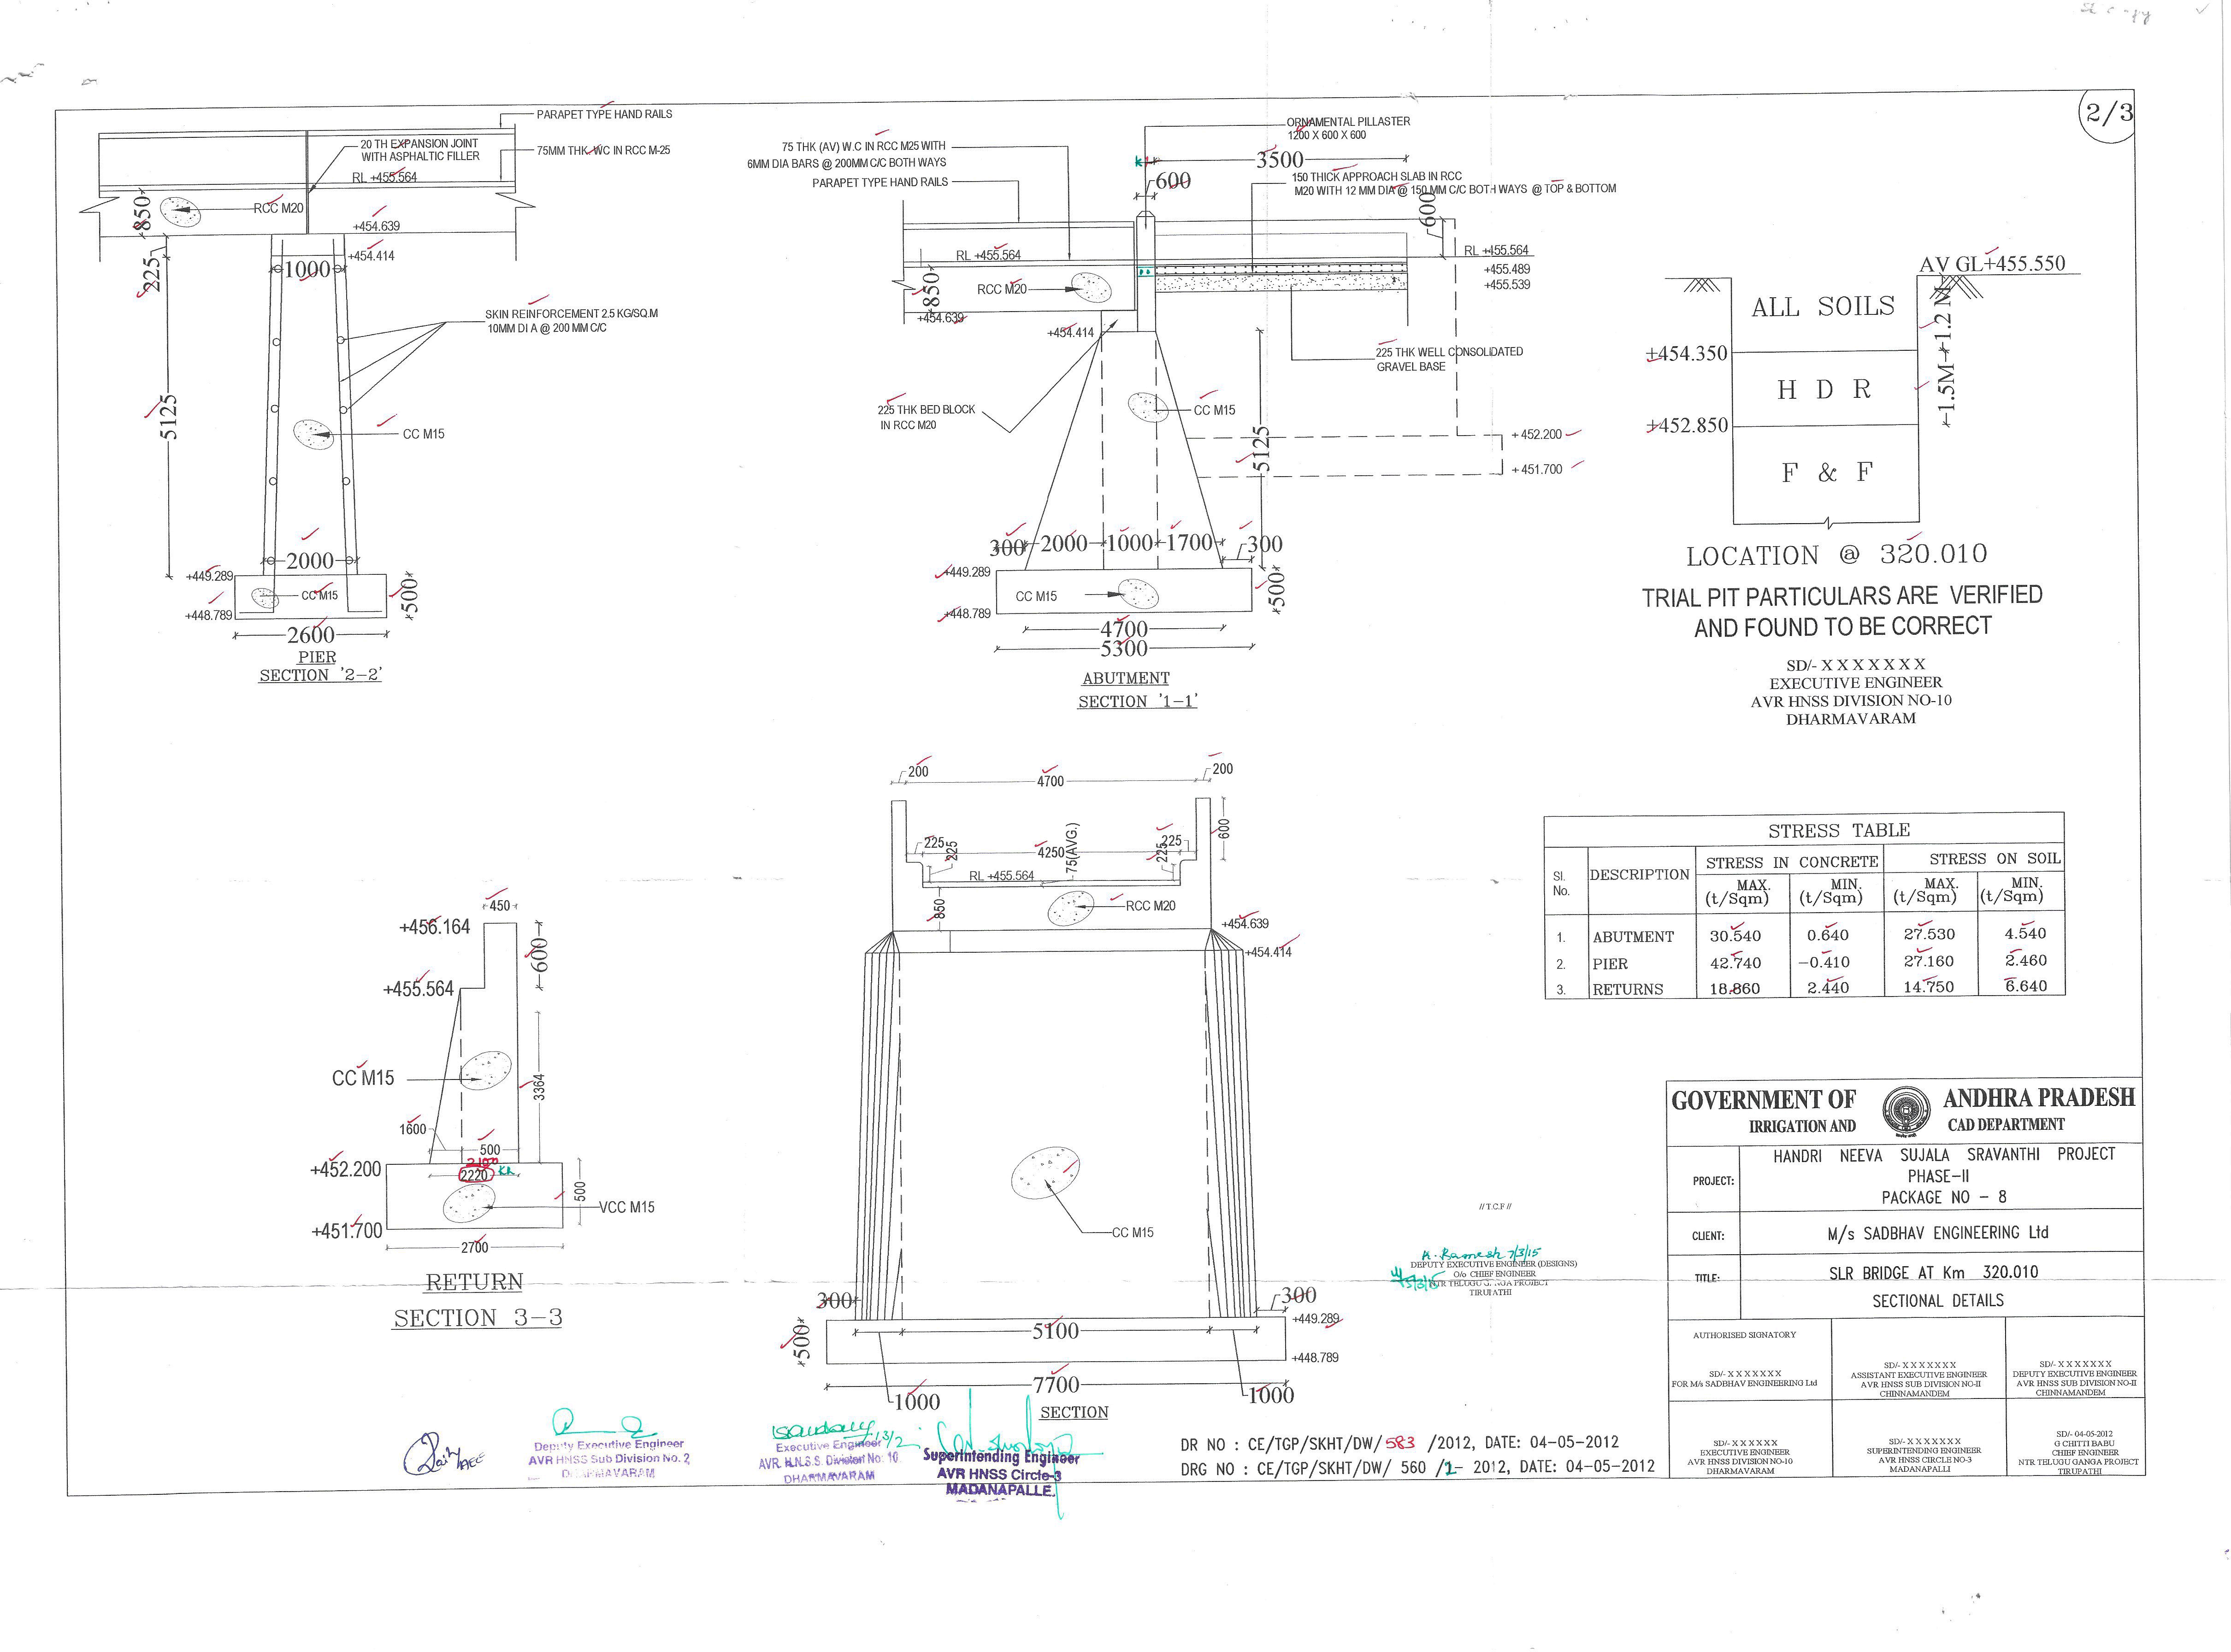 2/3
PARAPET TYPE HAND RAILS
20 TH EXPANSION JOINT
WITH ASPHALTIC FILLER
75MM THK. WC IN RCC M-25
RL +455.564
850
RCC M20
+454.639
225
+454.414
1000
SKIN REINFORCEMENT 2.5 KG/SQ.M
10MM DI A @ 200 MM C/C
5125
CC M15
2000
+449.289
CC M15
500
+448.789
2600
PIER
SECTION '2-2'
ORNAMENTAL PILLASTER
1200 X 600 X 600
75 THK (AV) W.C IN RCC M25 WITH
6MM DIA BARS @ 200MM C/C BOTH WAYS
PARAPET TYPE HAND RAILS
3500
600
150 THICK APPROACH SLAB IN RCC
M20 WITH 12 MM DIA @ 150 MM C/C BOTH WAYS @ TOP & BOTTOM
600
RL +455.564
RL +455.564
+455.489
+455.539
RCC M20
850
+454.639
+454.414
225 THK WELL CONSOLIDATED
GRAVEL BASE
225 THK BED BLOCK
IN RCC M20
CC M15
5125
+452.200
+451.700
300
2000
1000
1700
300
+449.289
CC M15
500
+448.789
4700
5300
ABUTMENT
SECTION '1-1'
AV GL+455.550
ALL SOILS
1.2 M
+454.350
H D R
1.5M
+452.850
F & F
LOCATION @ 320.010
TRIAL PIT PARTICULARS ARE VERIFIED
AND FOUND TO BE CORRECT
SD/- X X X X X X X
EXECUTIVE ENGINEER
AVR HNSS DIVISION NO-10
DHARMAVARAM
450
+456.164
600
+455.564
CC M15
3364
1600
500
2100
2220
KR
+452.200
500
VCC M15
+451.700
2700
RETURN
SECTION 3-3
200
4700
200
600
225
225
4250
75(AVG.)
225
225
RL +455.564
850
RCC M20
+454.639
+454.414
CC M15
300
300
+449.289
500
5100
+448.789
7700
1000
1000
SECTION
STRESS TABLE
Sl. No. DESCRIPTION STRESS IN CONCRETE STRESS ON SOIL
MAX. (t/Sqm) MIN. (t/Sqm) MAX. (t/Sqm) MIN. (t/Sqm)
1. ABUTMENT 30.540 0.640 27.530 4.540
2. PIER 42.740 -0.410 27.160 2.460
3. RETURNS 18.860 2.440 14.750 6.640
// T.C.F //
K. Ramesh 7/3/15
DEPUTY EXECUTIVE ENGINEER (DESIGNS)
O/o CHIEF ENGINEER
NTR TELUGU GANGA PROJECT
TIRUPATHI
GOVERNMENT OF ANDHRA PRADESH
IRRIGATION AND CAD DEPARTMENT
PROJECT: HANDRI NEEVA SUJALA SRAVANTHI PROJECT
PHASE-II
PACKAGE NO - 8
CLIENT: M/s SADBHAV ENGINEERING Ltd
TITLE: SLR BRIDGE AT Km 320.010
SECTIONAL DETAILS
AUTHORISED SIGNATORY
SD/- X X X X X X X
FOR M/s SADBHAV ENGINEERING Ltd
SD/- X X X X X X X
ASSISTANT EXECUTIVE ENGINEER
AVR HNSS SUB DIVISION NO-II
CHINNAMANDEM
SD/- X X X X X X X
DEPUTY EXECUTIVE ENGINEER
AVR HNSS SUB DIVISION NO-II
CHINNAMANDEM
SD/- X X X X X X
EXECUTIVE ENGINEER
AVR HNSS DIVISION NO-10
DHARMAVARAM
SD/- X X X X X X X
SUPERINTENDING ENGINEER
AVR HNSS CIRCLE NO-3
MADANAPALLI
SD/- 04-05-2012
G CHITTI BABU
CHIEF ENGINEER
NTR TELUGU GANGA PROJECT
TIRUPATHI
AEE
Deputy Executive Engineer
AVR HNSS Sub Division No. 2
DHARMAVARAM
Executive Engineer
AVR. H.N.S.S. Division No: 10
DHARMAVARAM
Superintending Engineer
AVR HNSS Circle-3
MADANAPALLE.
DR NO : CE/TGP/SKHT/DW/ 583 /2012, DATE: 04-05-2012
DRG NO : CE/TGP/SKHT/DW/ 560 /2- 2012, DATE: 04-05-2012